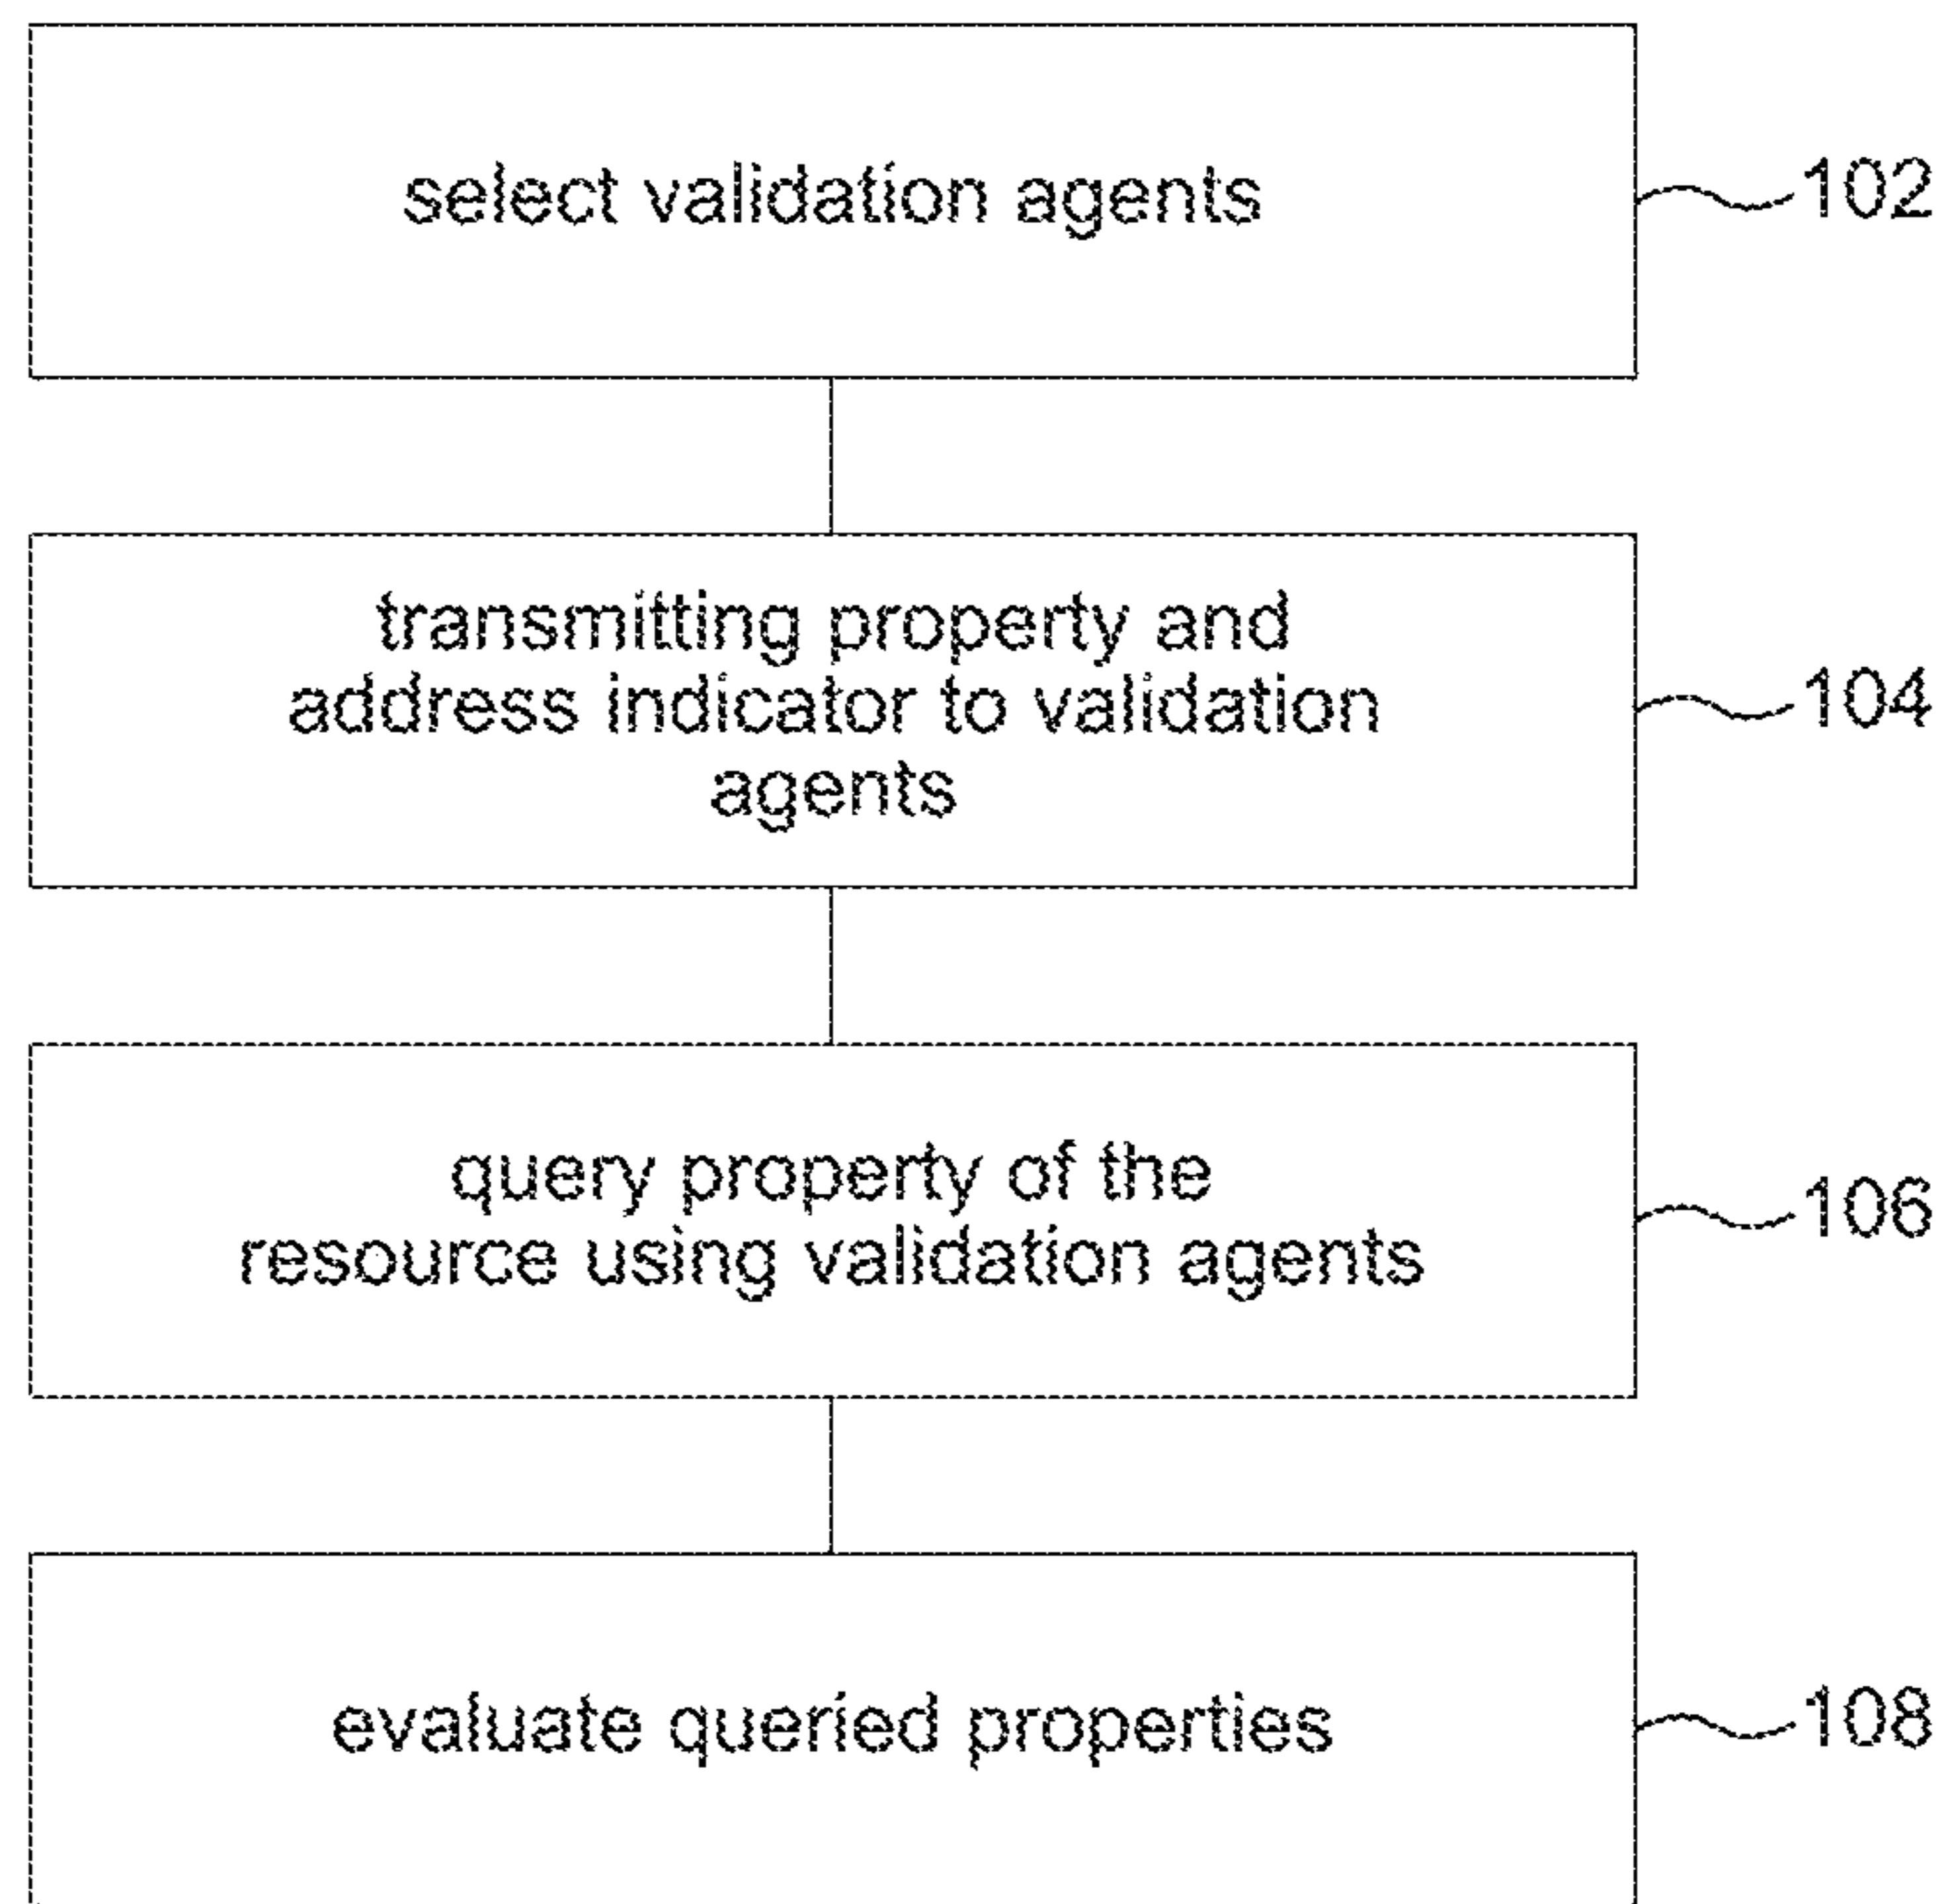 select validation agents
102
transmitting property and
address indicator to validation
agents
104
query property of the
resource using validation agents
106
evaluate queried properties
108